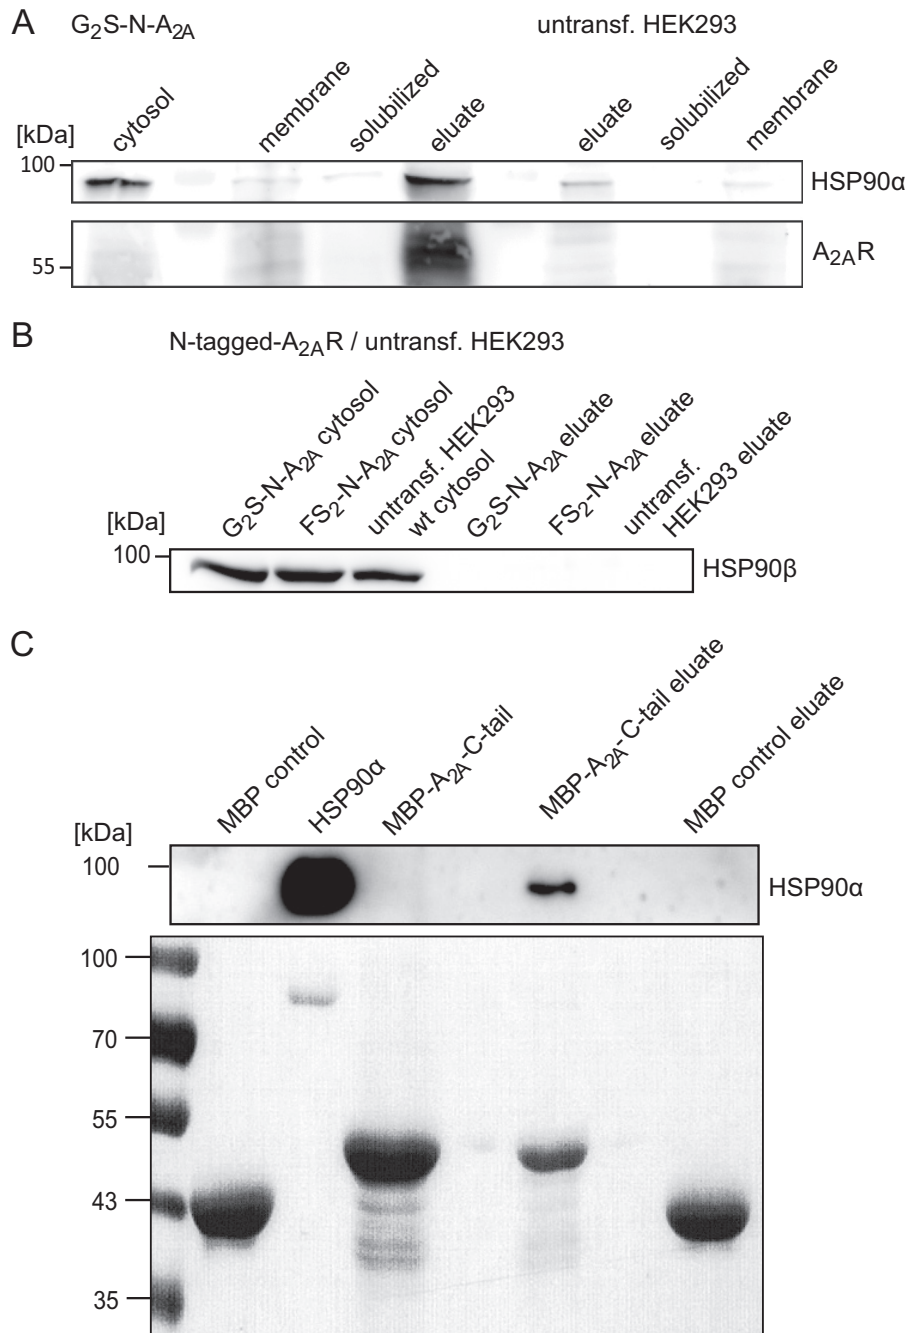 A G₂S-N-A₂A untransf. HEK293
[kDa] cytosol membrane solubilized eluate eluate solubilized membrane
100 HSP90α
55 A₂AR
B N-tagged-A₂AR / untransf. HEK293
[kDa] G₂S-N-A₂A cytosol FS₂-N-A₂A cytosol untransf. HEK293 wt cytosol G₂S-N-A₂A eluate FS₂-N-A₂A eluate untransf. HEK293 eluate
100 HSP90β
C
[kDa] MBP control HSP90α MBP-A₂A-C-tail MBP-A₂A-C-tail eluate MBP control eluate
100 HSP90α
100
70
55
43
35